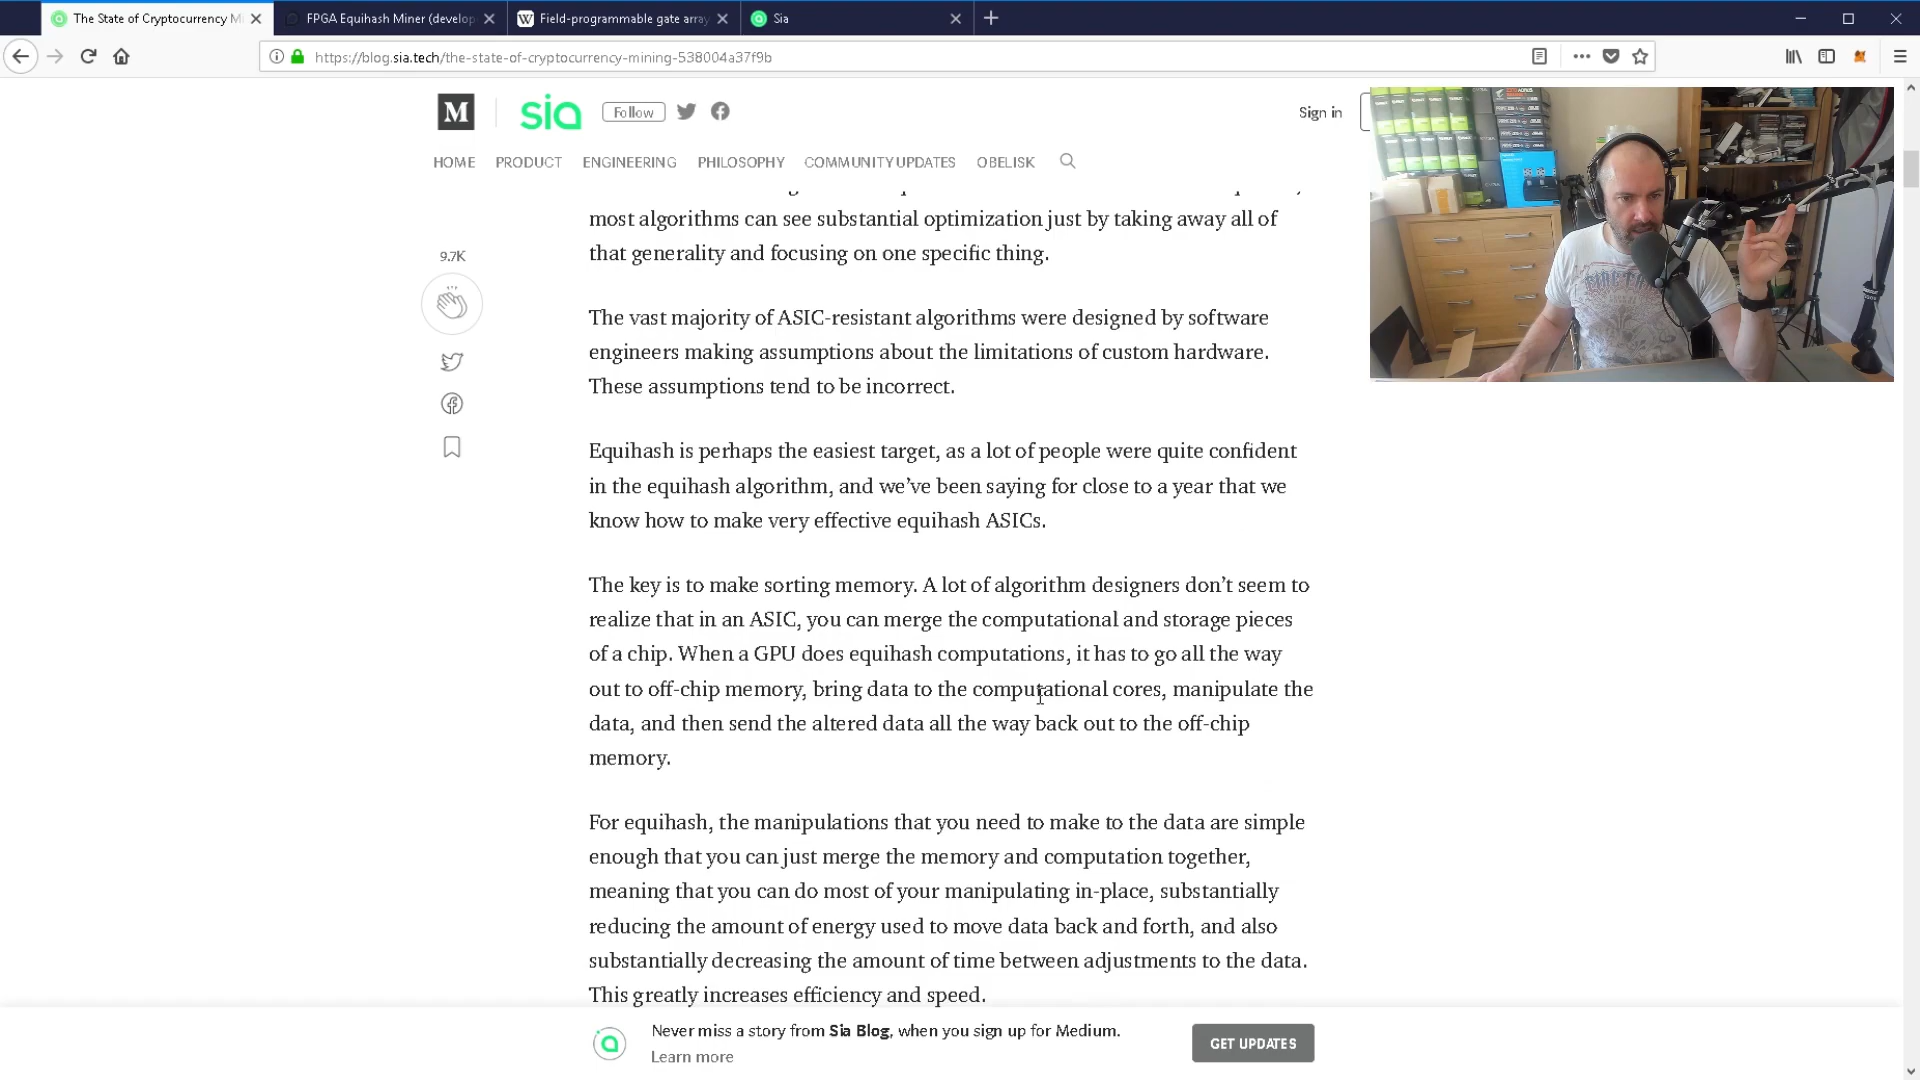 The State of Cryptocurrency Mi
FPGA Equihash Miner (develop
Field-programmable gate array
Sia
https://blog.sia.tech/the-state-of-cryptocurrency-mining-538004a37f9b
M
sia
Follow
Sign in
HOME
PRODUCT
ENGINEERING
PHILOSOPHY
COMMUNITY UPDATES
OBELISK
most algorithms can see substantial optimization just by taking away all of
that generality and focusing on one specific thing.
9.7K
The vast majority of ASIC-resistant algorithms were designed by software
engineers making assumptions about the limitations of custom hardware.
These assumptions tend to be incorrect.
Equihash is perhaps the easiest target, as a lot of people were quite confident
in the equihash algorithm, and we’ve been saying for close to a year that we
know how to make very effective equihash ASICs.
The key is to make sorting memory. A lot of algorithm designers don’t seem to
realize that in an ASIC, you can merge the computational and storage pieces
of a chip. When a GPU does equihash computations, it has to go all the way
out to off-chip memory, bring data to the computational cores, manipulate the
data, and then send the altered data all the way back out to the off-chip
memory.
For equihash, the manipulations that you need to make to the data are simple
enough that you can just merge the memory and computation together,
meaning that you can do most of your manipulating in-place, substantially
reducing the amount of energy used to move data back and forth, and also
substantially decreasing the amount of time between adjustments to the data.
This greatly increases efficiency and speed.
Never miss a story from Sia Blog, when you sign up for Medium.
Learn more
GET UPDATES